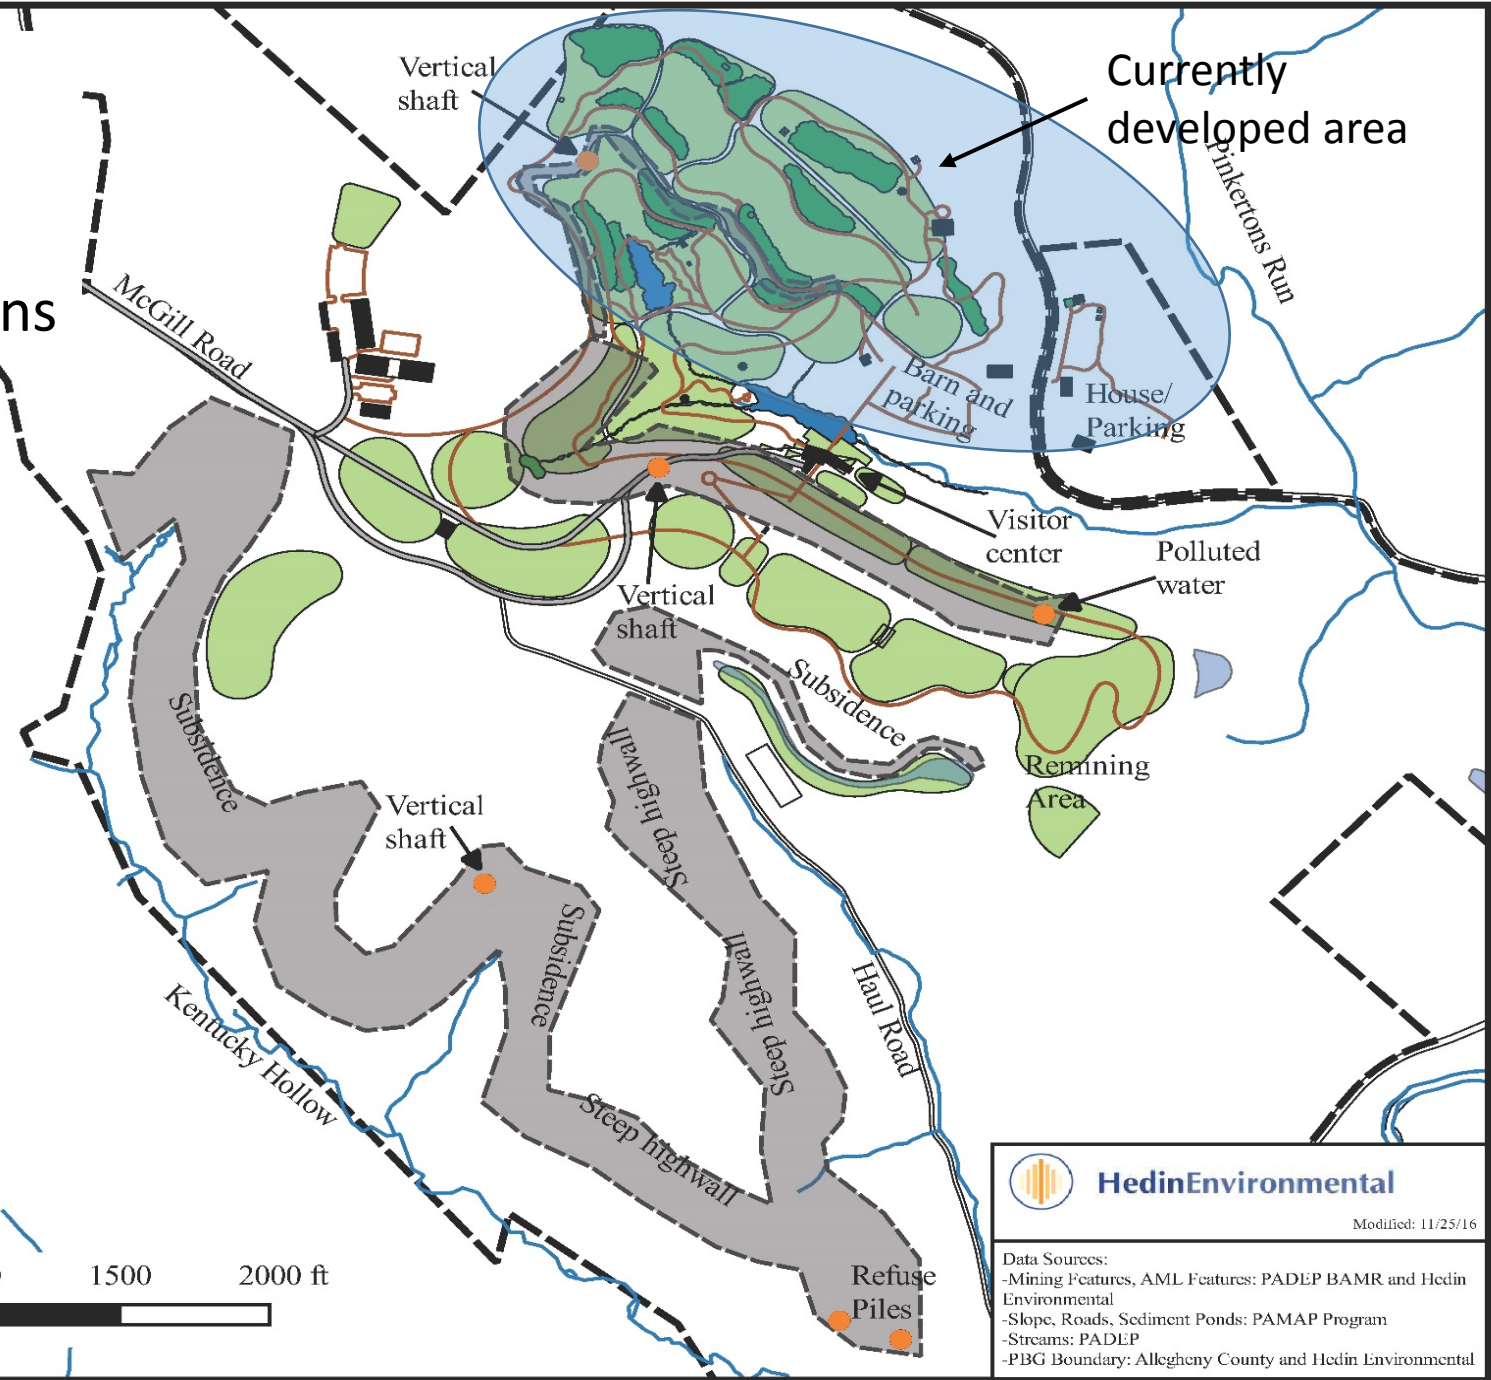 Vertical
shaft
Currently
developed area
Pinkertons Run
ns
McGill Road
Barn and
parking
House/
Parking
Visitor
center
Polluted
water
Vertical
shaft
Subsidence
Subsidence
Steep highwall
Remining
Area
Vertical
shaft
Subsidence
Steep highwall
Haul Road
Kentucky Hollow
Steep highwall
HedinEnvironmental
Modified: 11/25/16
1500
2000 ft
Refuse
Piles
Data Sources:
-Mining Features, AML Features: PADEP BAMR and Hedin
Environmental
-Slope, Roads, Sediment Ponds: PAMAP Program
-Streams: PADEP
-PBG Boundary: Allegheny County and Hedin Environmental